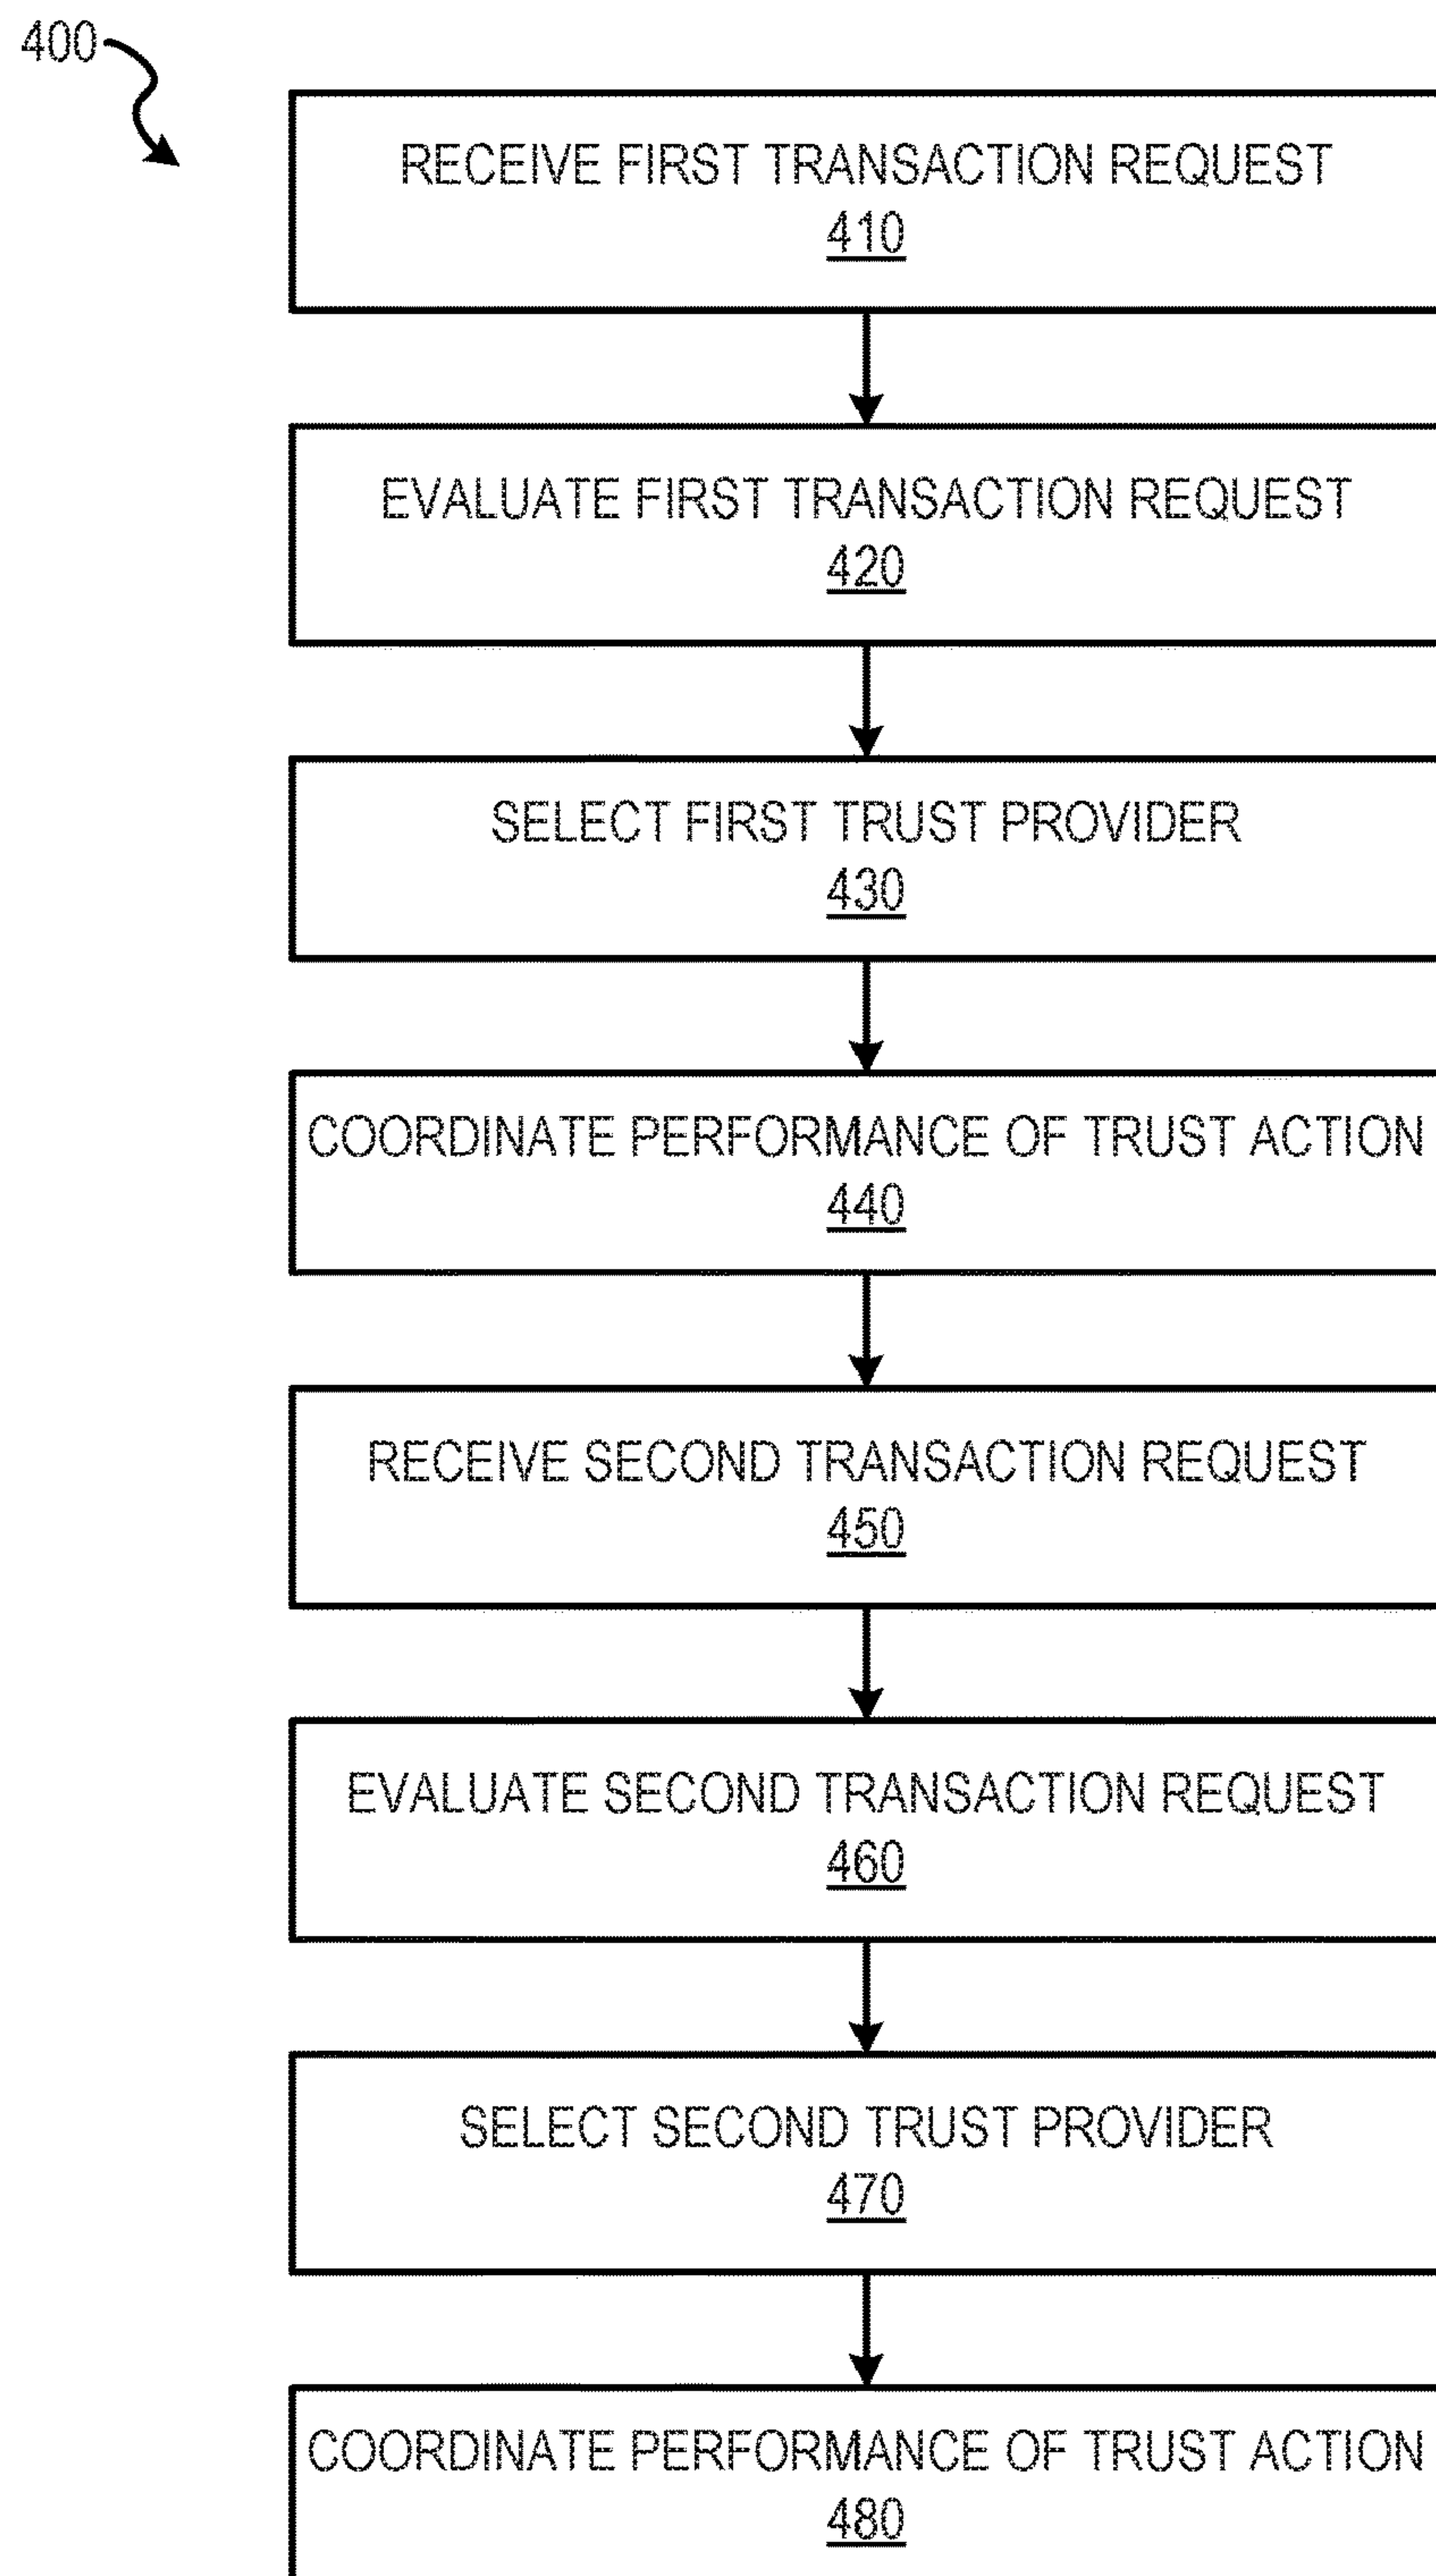 400
RECEIVE FIRST TRANSACTION REQUEST
410
EVALUATE FIRST TRANSACTION REQUEST
420
SELECT FIRST TRUST PROVIDER
430
COORDINATE PERFORMANCE OF TRUST ACTION
440
RECEIVE SECOND TRANSACTION REQUEST
450
EVALUATE SECOND TRANSACTION REQUEST
460
SELECT SECOND TRUST PROVIDER
470
COORDINATE PERFORMANCE OF TRUST ACTION
480